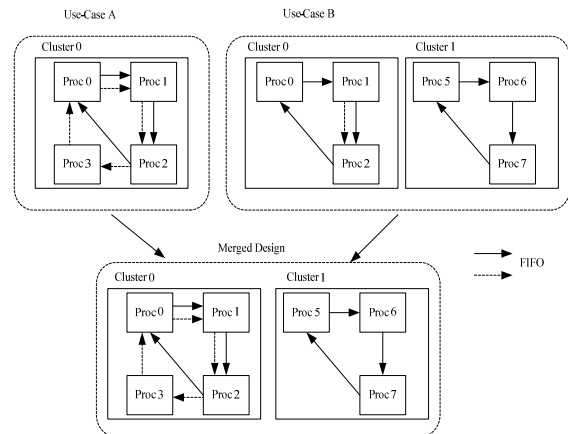 Use-Case A
Use-Case B
Cluster 0
Proc 0
Proc 1
Proc 3
Proc 2
Cluster 0
Proc 0
Proc 1
Proc 2
Cluster 1
Proc 5
Proc 6
Proc 7
Merged Design
FIFO
Cluster 0
Proc 0
Proc 1
Proc 3
Proc 2
Cluster 1
Proc 5
Proc 6
Proc 7